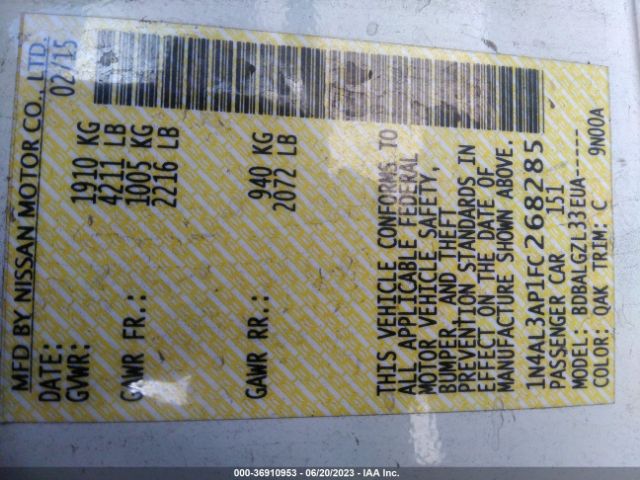 MFD BY NISSAN MOTOR CO., LTD.
DATE: 02/15
GVWR: 1910 KG
4211 LB
GAWR FR.: 1005 KG
2216 LB
GAWR RR.: 940 KG
2072 LB
THIS VEHICLE CONFORMS TO
ALL APPLICABLE FEDERAL
MOTOR VEHICLE SAFETY,
BUMPER, AND THEFT
PREVENTION STANDARDS IN
EFFECT ON THE DATE OF
MANUFACTURE SHOWN ABOVE.
1N4AL3AP1FC268285
PASSENGER CAR 151
MODEL: BDBALGZL33EUA-----
COLOR: QAK TRIM: C 9N00A
000-36910953 - 06/20/2023 - IAA Inc.